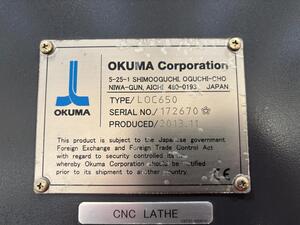 OKUMA Corporation
5-25-1 SHIMOOGUCHI, OGUCHI-CHO
NIWA-GUN, AICHI 480-0193, JAPAN
OKUMA
TYPE/ LOC650
SERIAL NO./ 172670
PRODUCED/ 2013.11
This product is subject to the Japanese government
Foreign Exchange and Foreign Trade Control Act
with regard to security controlled items;
whereby Okuma Corporation should be notified
prior to its shipment to another country.
CNC LATHE